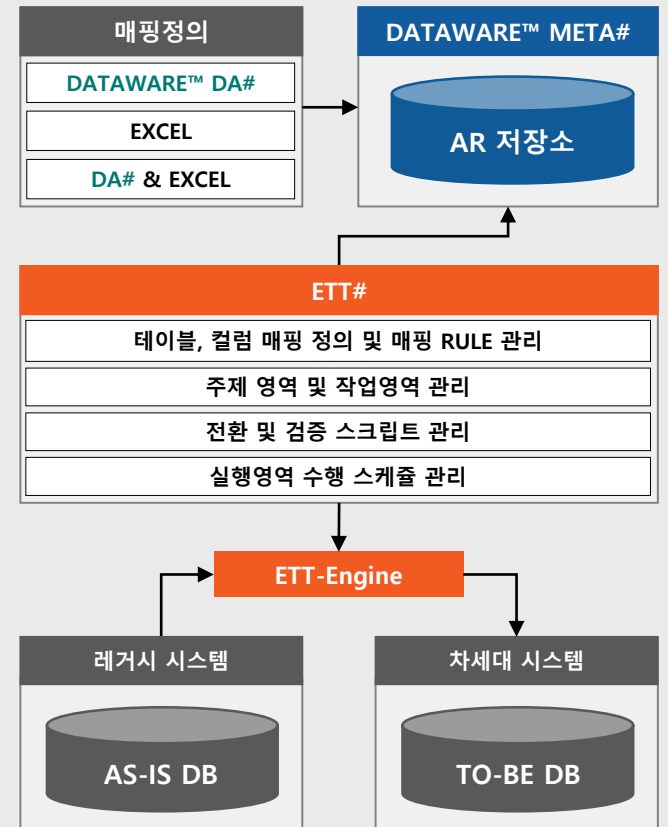 매핑정의
DATAWARE™ DA#
EXCEL
DA# & EXCEL
DATAWARE™ META#
AR 저장소
ETT#
테이블, 컬럼 매핑 정의 및 매핑 RULE 관리
주제 영역 및 작업영역 관리
전환 및 검증 스크립트 관리
실행영역 수행 스케쥴 관리
ETT-Engine
레거시 시스템
AS-IS DB
차세대 시스템
TO-BE DB